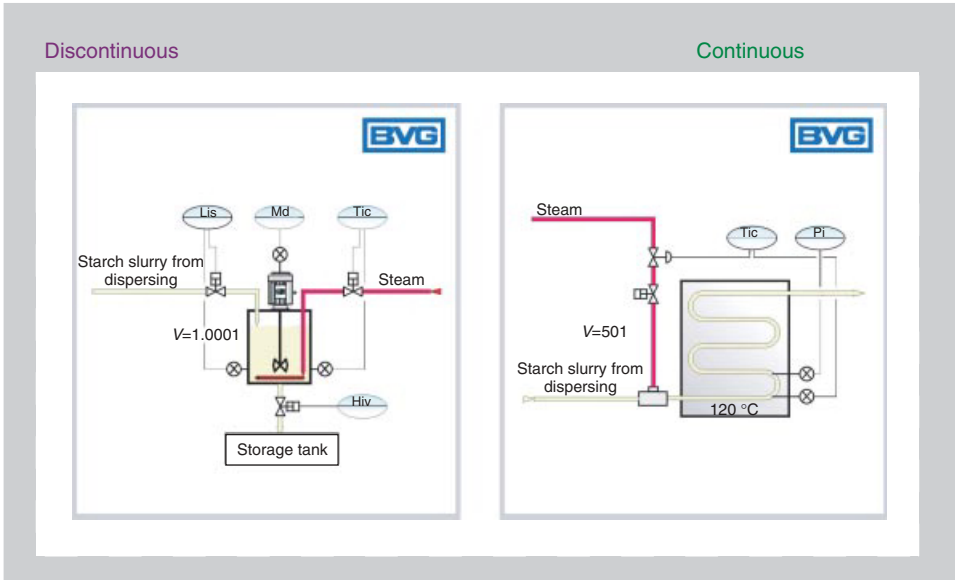 Discontinuous
Continuous
BVG
Lis
Md
Tic
Starch slurry from
dispersing
Steam
V=1.0001
Hiv
Storage tank
BVG
Steam
Tic
Pi
V=501
Starch slurry from
dispersing
120 °C